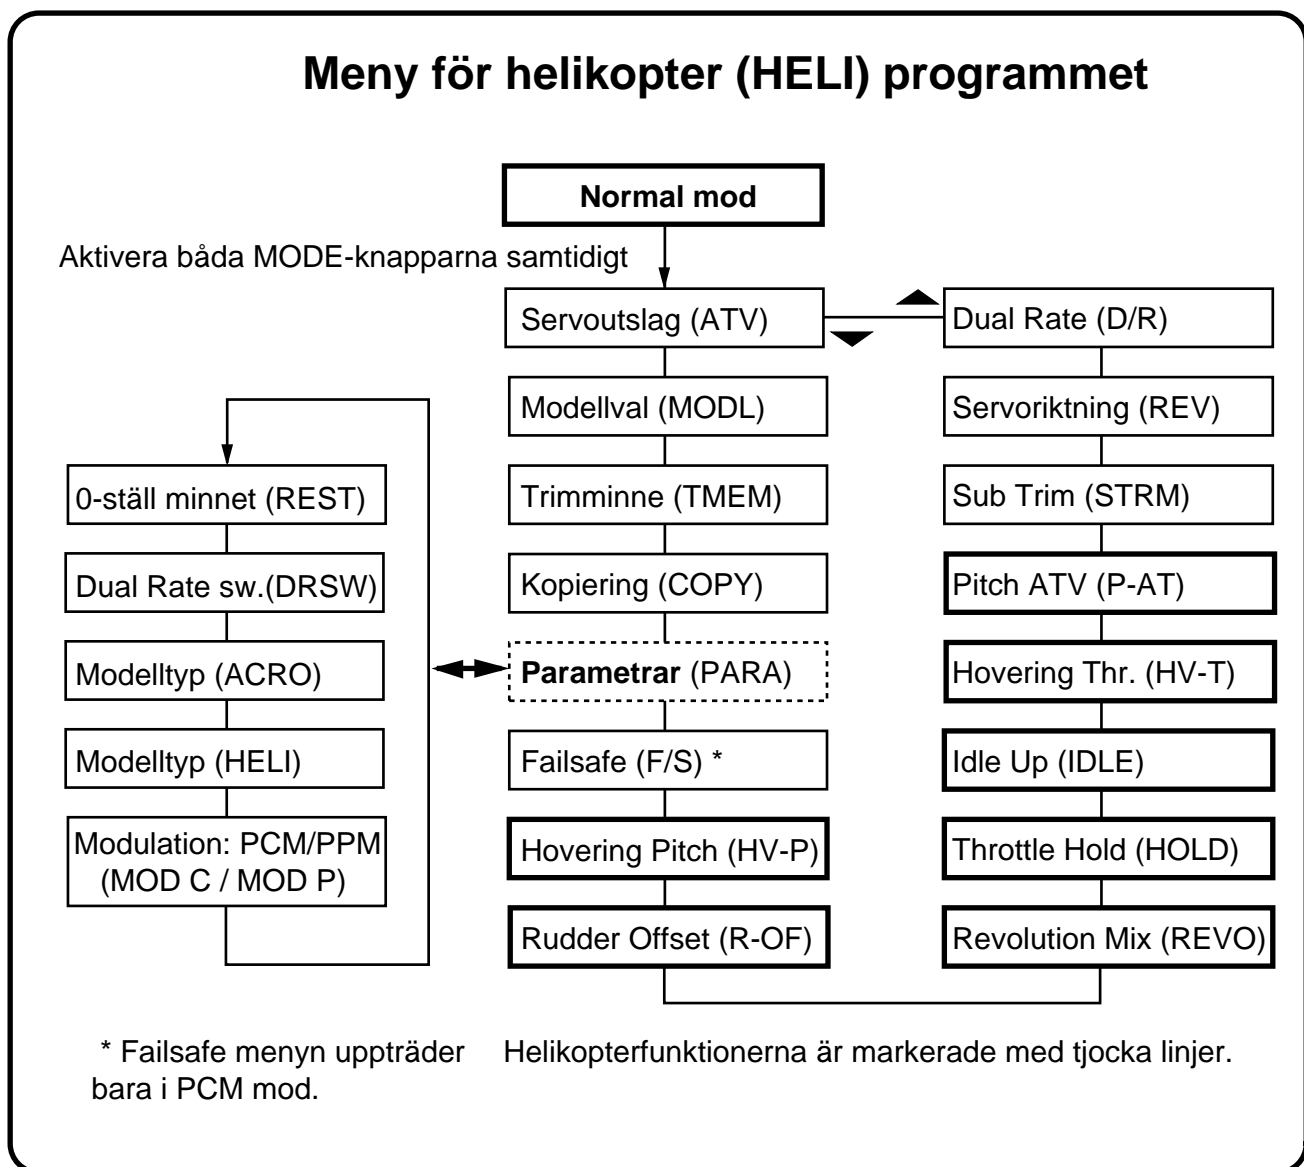 Meny för helikopter (HELI) programmet
Normal mod
Aktivera båda MODE-knapparna samtidigt
Servoutslag (ATV)
Modellval (MODL)
Trimminne (TMEM)
Kopiering (COPY)
Parametrar (PARA)
Failsafe (F/S) *
Hovering Pitch (HV-P)
Rudder Offset (R-OF)
Dual Rate (D/R)
Servoriktning (REV)
Sub Trim (STRM)
Pitch ATV (P-AT)
Hovering Thr. (HV-T)
Idle Up (IDLE)
Throttle Hold (HOLD)
Revolution Mix (REVO)
0-ställ minnet (REST)
Dual Rate sw.(DRSW)
Modelltyp (ACRO)
Modelltyp (HELI)
Modulation: PCM/PPM
(MOD C / MOD P)
* Failsafe menyn uppträder
bara i PCM mod.
Helikopterfunktionerna är markerade med tjocka linjer.